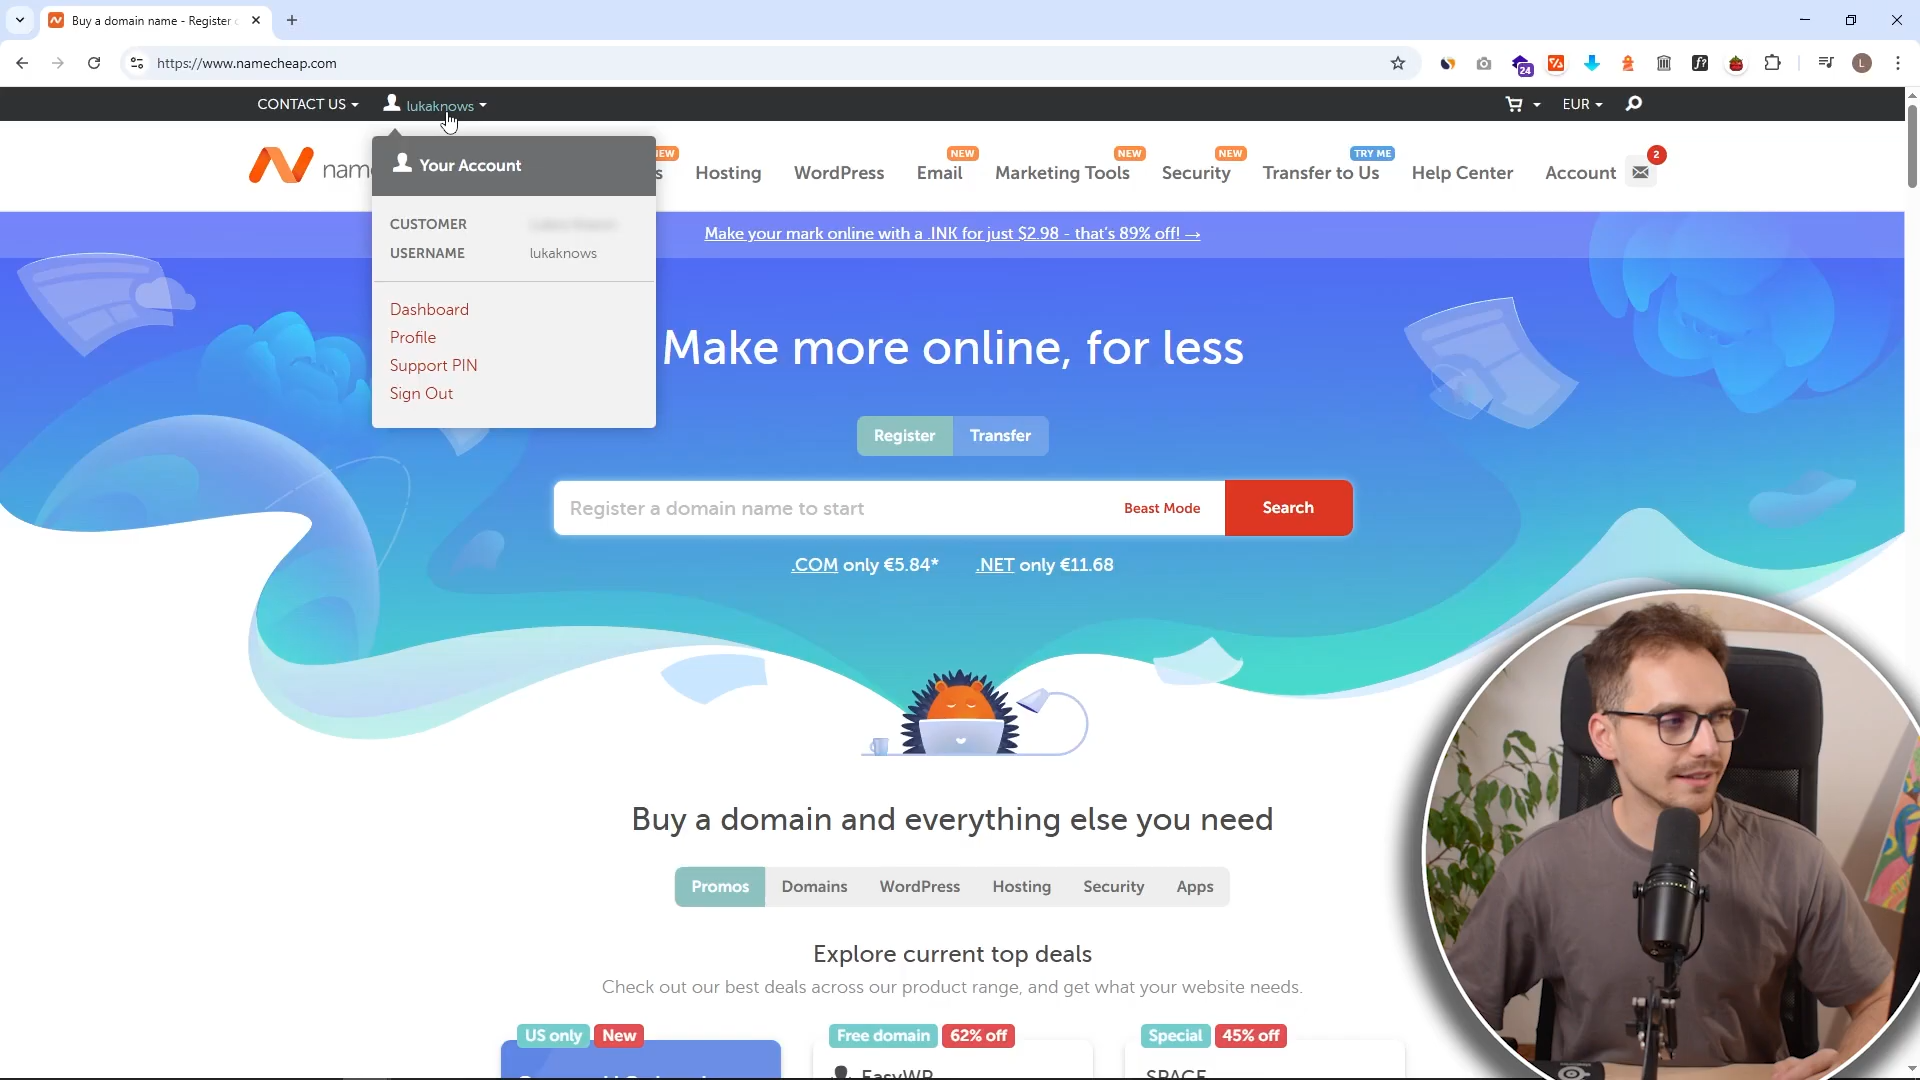 Buy a domain name - Register
https://www.namecheap.com
24
L
CONTACT US
lukaknows
EUR
name
Your Account
NEW
s
Hosting
WordPress
NEW
Email
NEW
Marketing Tools
NEW
Security
TRY ME
Transfer to Us
Help Center
Account
2
CUSTOMER
USERNAME lukaknows
Dashboard
Profile
Support PIN
Sign Out
Make your mark online with a .INK for just $2.98 - that's 89% off! →
Make more online, for less
Register Transfer
Register a domain name to start Beast Mode Search
.COM only €5.84* .NET only €11.68
Buy a domain and everything else you need
Promos Domains WordPress Hosting Security Apps
Explore current top deals
Check out our best deals across our product range, and get what your website needs.
US only New
Free domain 62% off
EasyWP
Special 45% off
SPACE